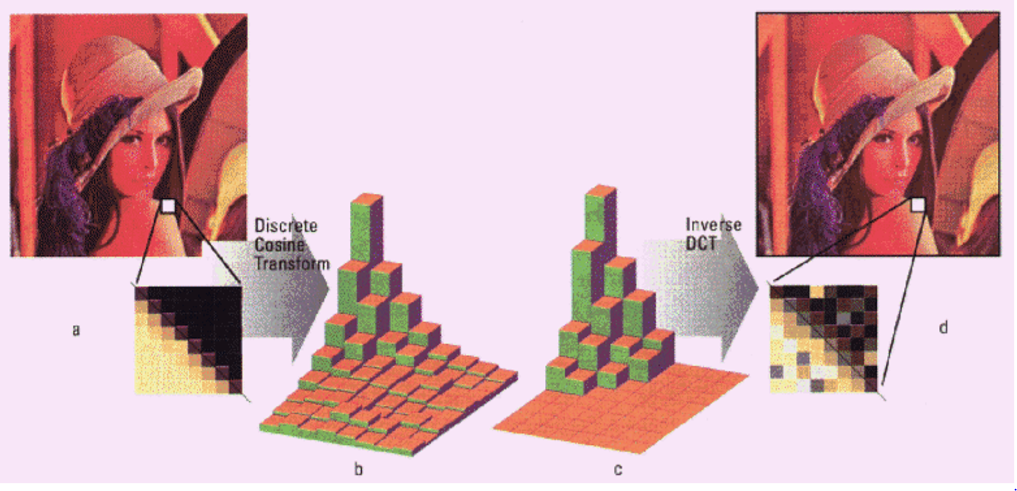 Discrete
Cosine
Transform
Inverse
DCT
a
d
b
c